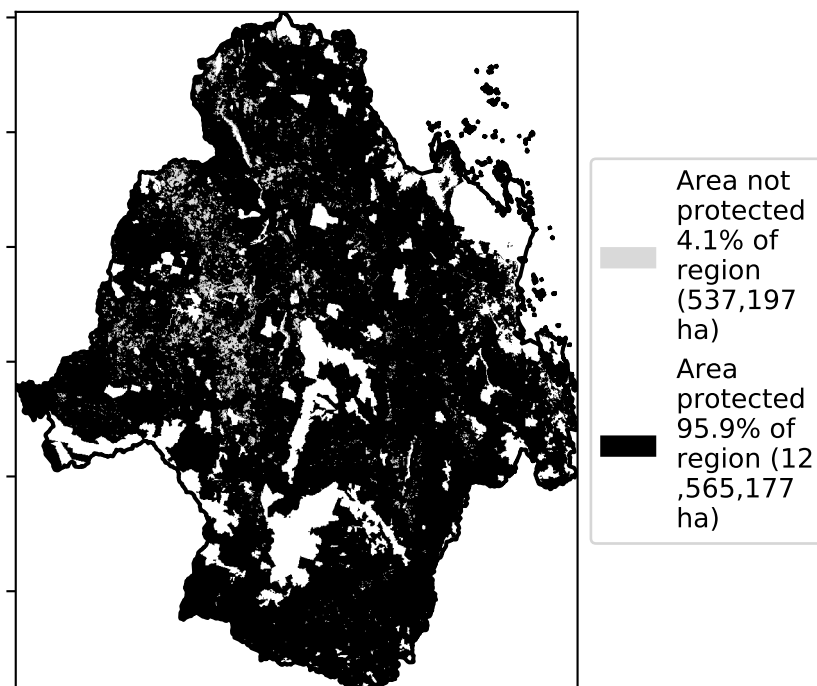 Area not
protected
4.1% of
region
(537,197
ha)
Area
protected
95.9% of
region (12
,565,177
ha)